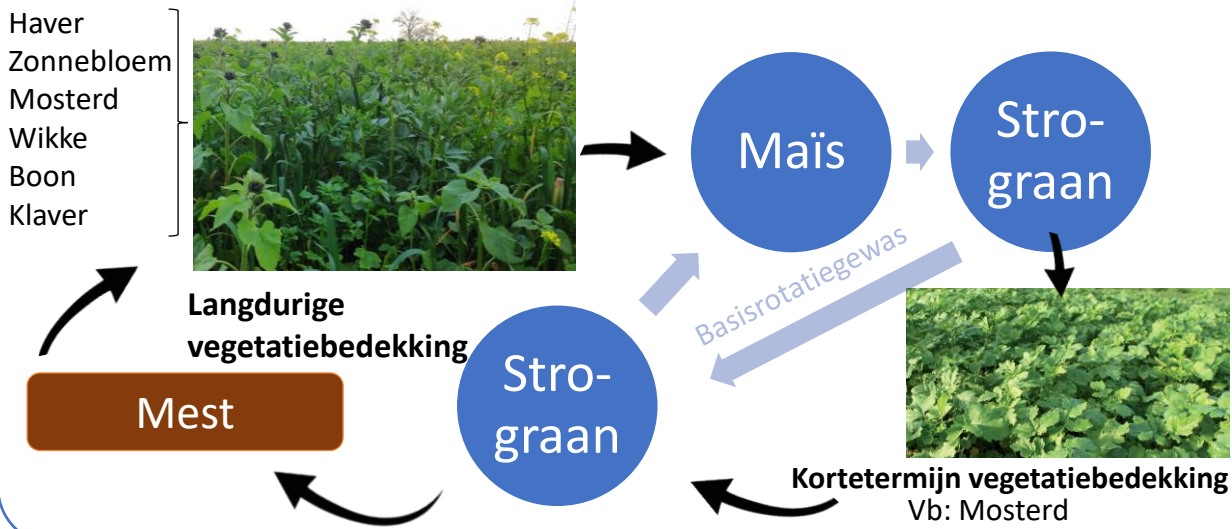 Haver
Zonnebloem
Mosterd
Wikke
Boon
Klaver
Maïs
Stro-
graan
Basisrotatiegewas
Langdurige
vegetatiebedekking
Mest
Stro-
graan
Kortetermijn vegetatiebedekking
Vb: Mosterd